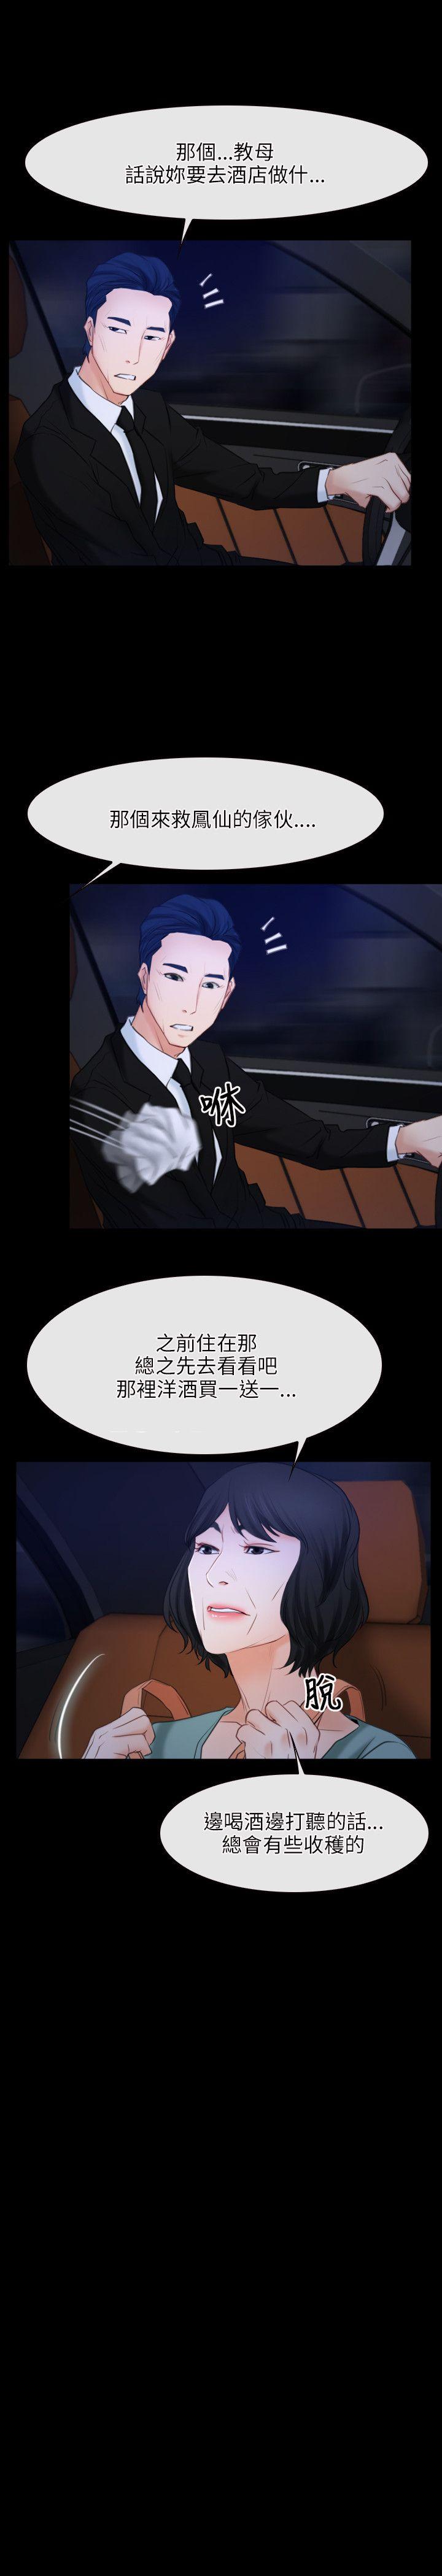 那個...教母
話說妳要去酒店做什...
那個來救鳳仙的傢伙....
咻
之前住在那
總之先去看看吧
那裡洋酒買一送一...
脫
邊喝酒邊打聽的話...
總會有些收穫的